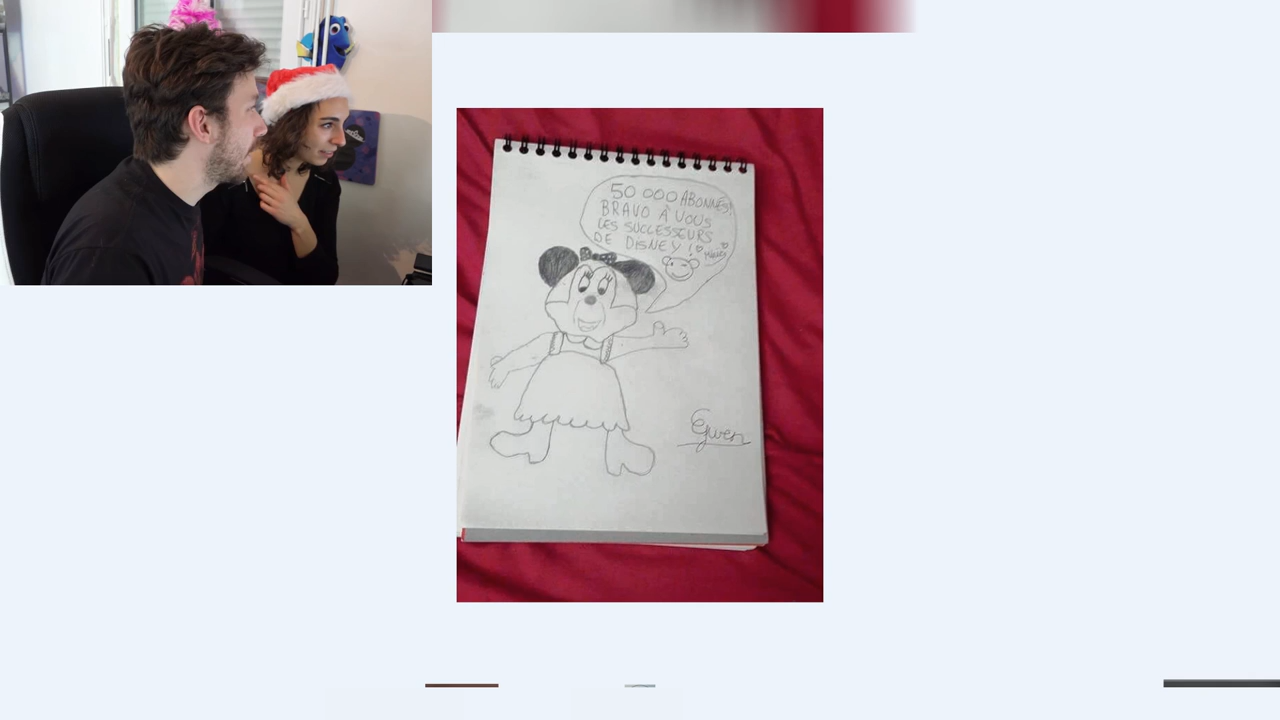 50 000 ABONNÉS!
BRAVO À VOUS
LES SUCCESSEURS
DE DISNEY !
Gwen